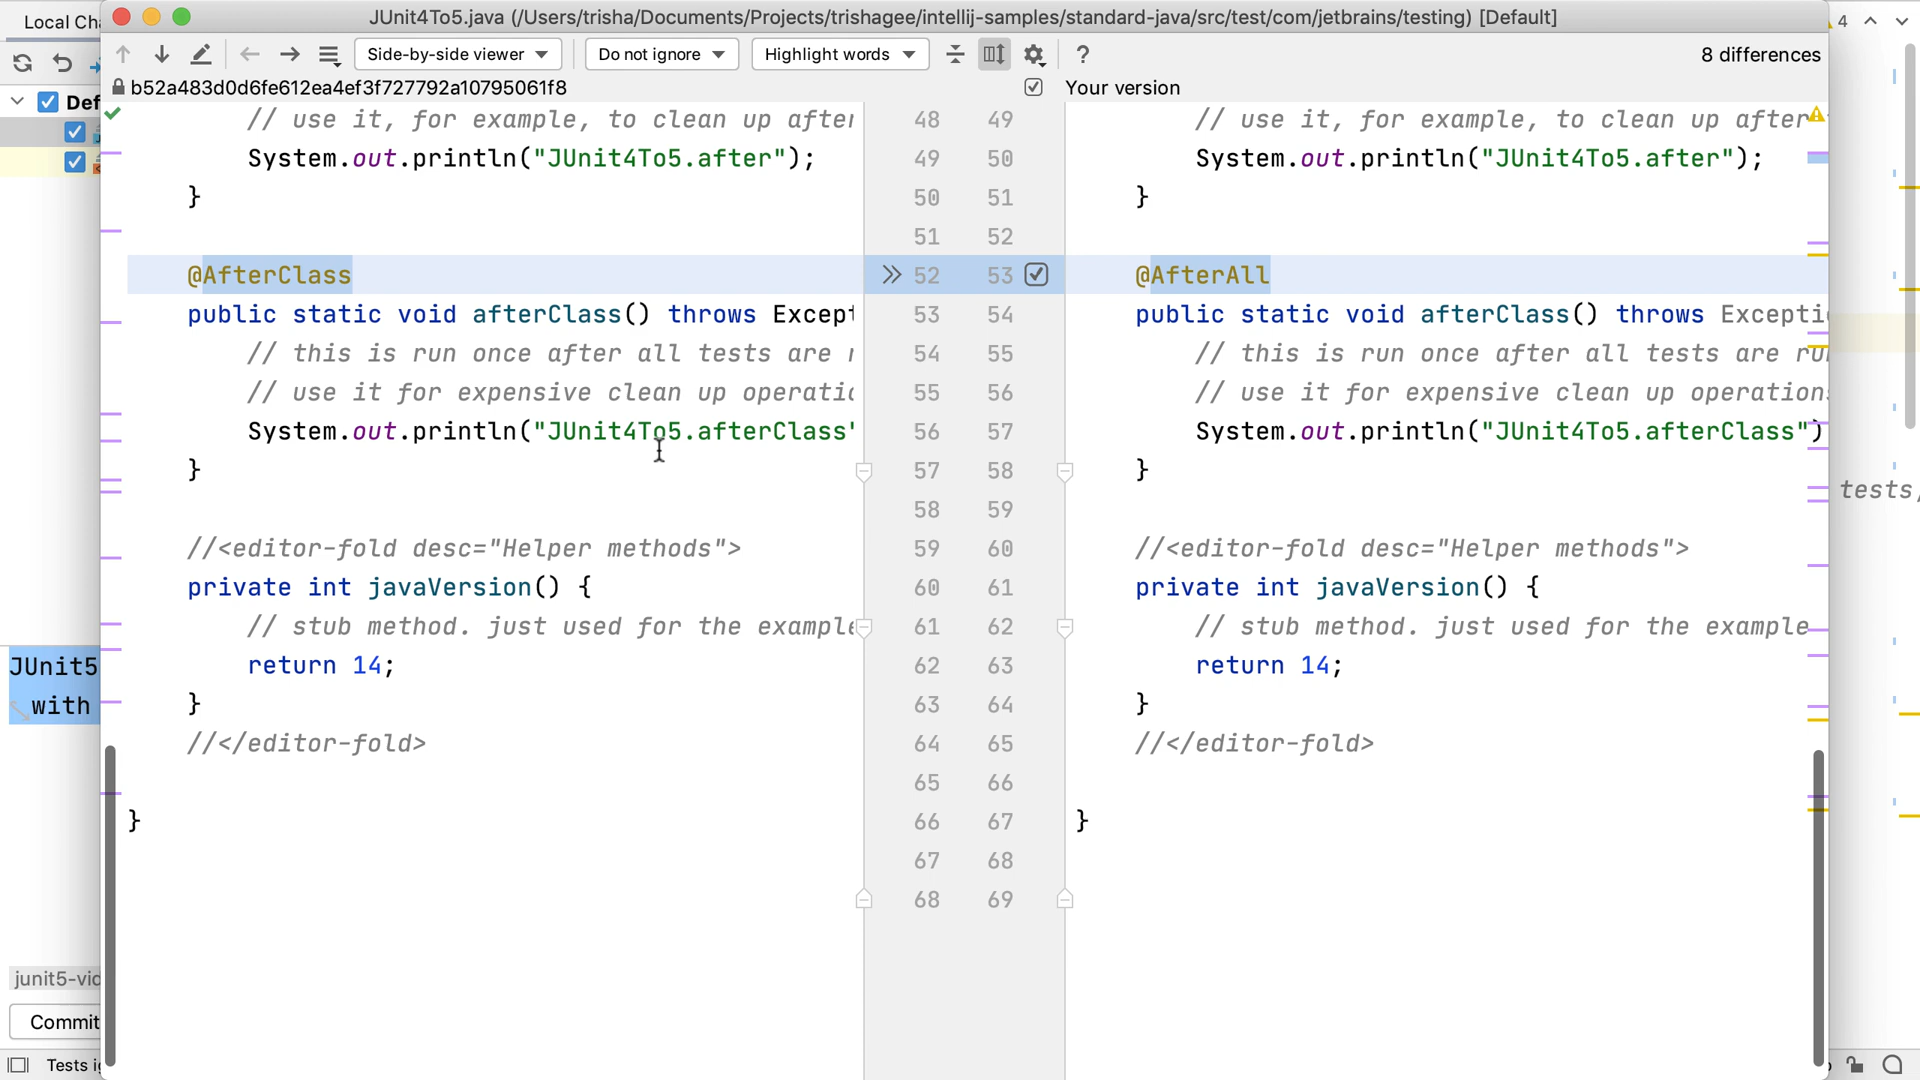 Local Cha
JUnit4To5.java (/Users/trisha/Documents/Projects/trishagee/intellij-samples/standard-java/src/test/com/jetbrains/testing) [Default]
4
Side-by-side viewer
Do not ignore
Highlight words
?
8 differences
b52a483d0d6fe612ea4ef3f727792a10795061f8
Your version
Def
// use it, for example, to clean up after 48 49 // use it, for example, to clean up after
System.out.println("JUnit4To5.after"); 49 50 System.out.println("JUnit4To5.after");
} 50 51 }
51 52
@AfterClass >> 52 53 @AfterAll
public static void afterClass() throws Except 53 54 public static void afterClass() throws Excepti
// this is run once after all tests are r 54 55 // this is run once after all tests are run
// use it for expensive clean up operatio 55 56 // use it for expensive clean up operations
System.out.println("JUnit4To5.afterClass" 56 57 System.out.println("JUnit4To5.afterClass")
} 57 58 }
tests,
58 59
//<editor-fold desc="Helper methods"> 59 60 //<editor-fold desc="Helper methods">
private int javaVersion() { 60 61 private int javaVersion() {
// stub method. just used for the example 61 62 // stub method. just used for the example
return 14; 62 63 return 14;
} 63 64 }
//</editor-fold> 64 65 //</editor-fold>
65 66
} 66 67 }
67 68
68 69
JUnit5
with
junit5-vid
Commit
Tests ig